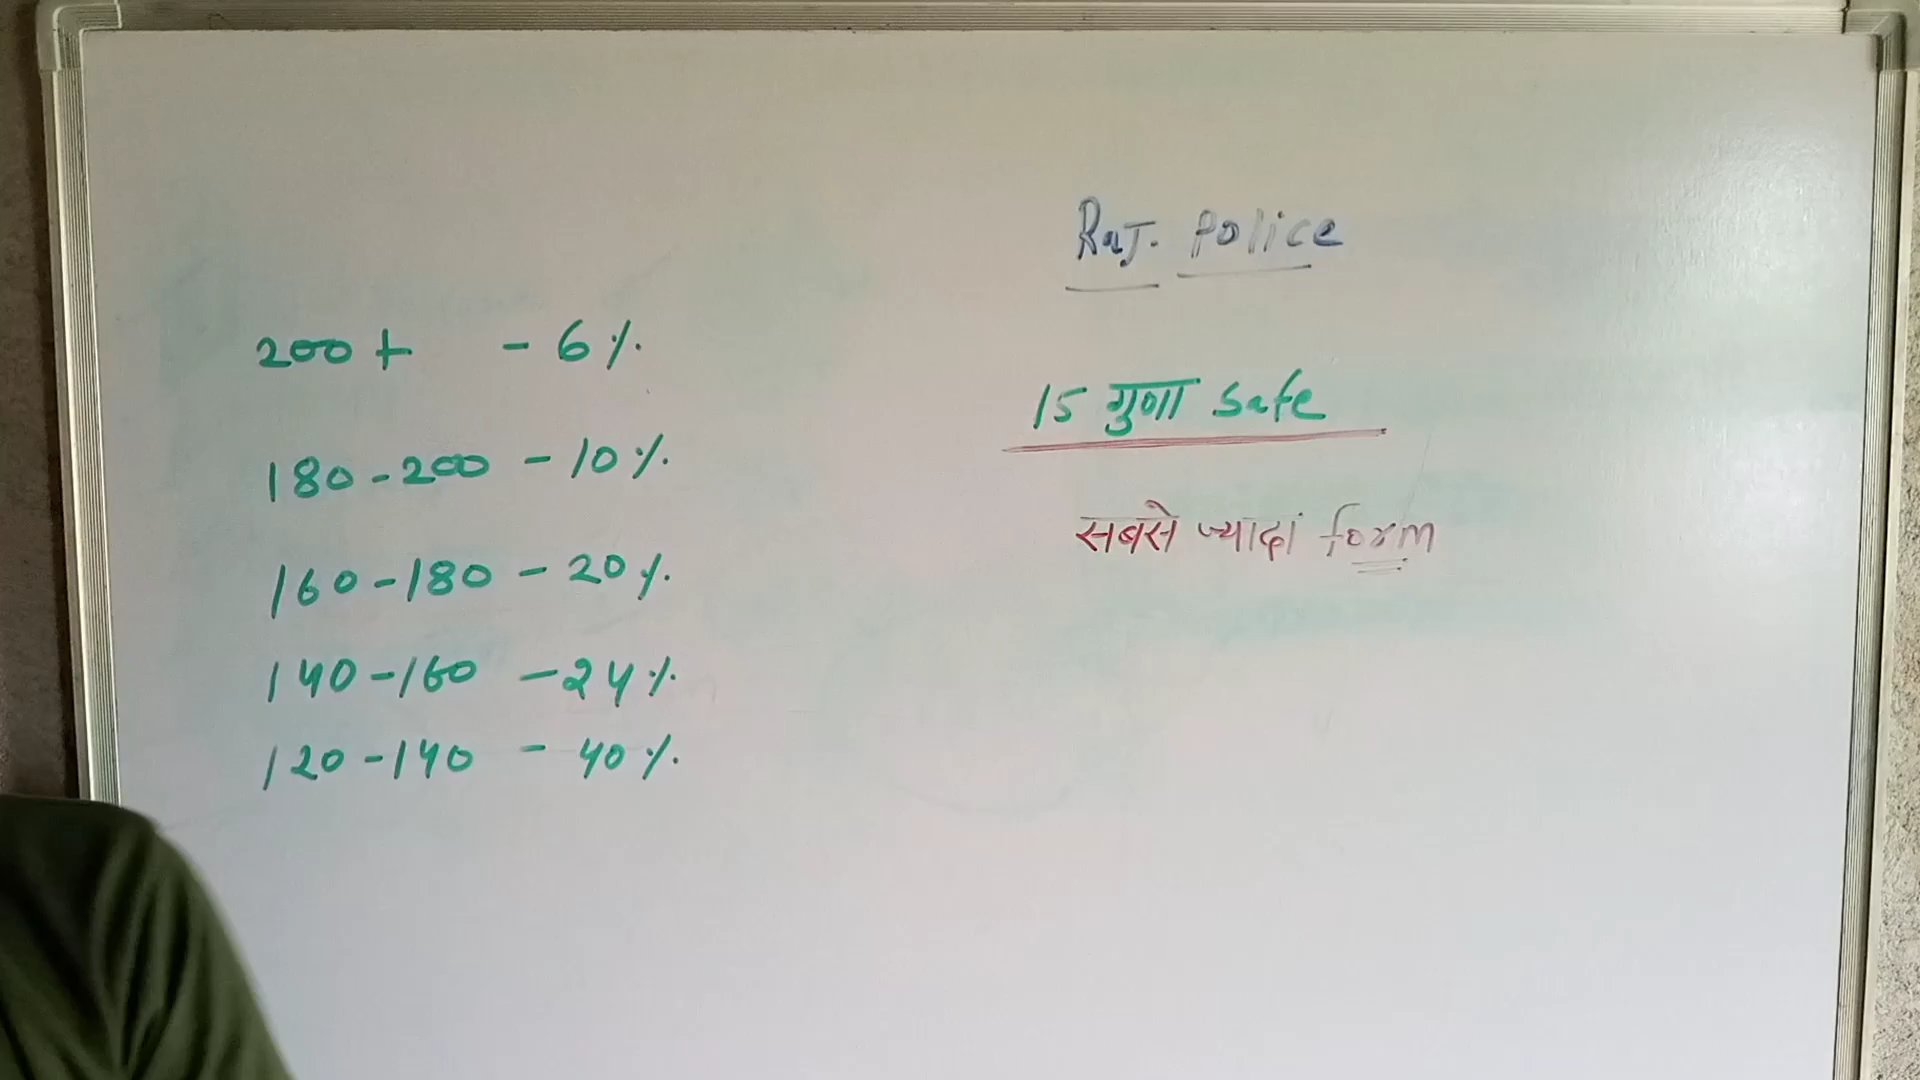 200+ - 6%
180-200 - 10%
160-180 - 20%
140-160 - 24%
120-140 - 40%
Raj. Police
15 गुणा safe
सबसे ज्यादां form